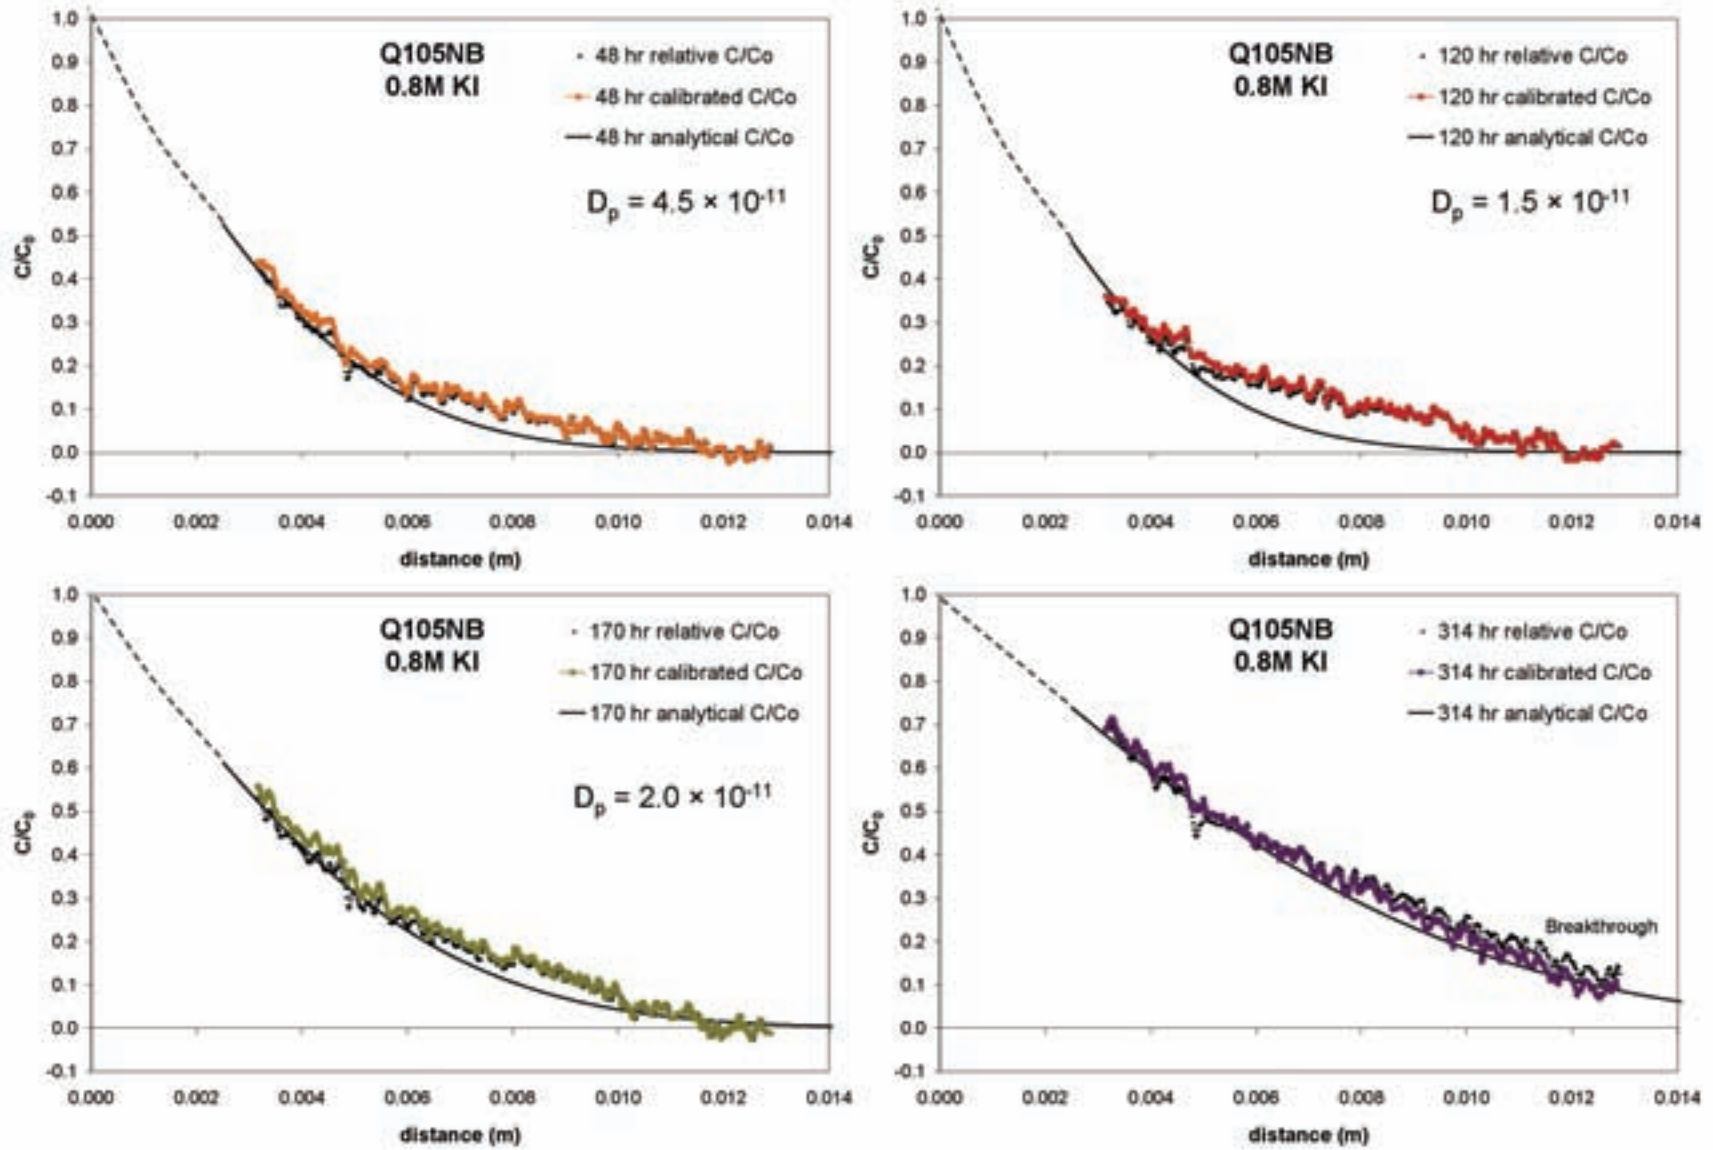 1.0
0.9
0.8
0.7
0.6
0.5
0.4
0.3
0.2
0.1
0.0
-0.1
C/C₀
Q105NB
0.8M KI
48 hr relative C/Co
48 hr calibrated C/Co
48 hr analytical C/Co
Dₚ = 4.5 × 10⁻¹¹
0.000 0.002 0.004 0.006 0.008 0.010 0.012 0.014
distance (m)
1.0
0.9
0.8
0.7
0.6
0.5
0.4
0.3
0.2
0.1
0.0
-0.1
C/C₀
Q105NB
0.8M KI
120 hr relative C/Co
120 hr calibrated C/Co
120 hr analytical C/Co
Dₚ = 1.5 × 10⁻¹¹
0.000 0.002 0.004 0.006 0.008 0.010 0.012 0.014
distance (m)
1.0
0.9
0.8
0.7
0.6
0.5
0.4
0.3
0.2
0.1
0.0
-0.1
C/C₀
Q105NB
0.8M KI
170 hr relative C/Co
170 hr calibrated C/Co
170 hr analytical C/Co
Dₚ = 2.0 × 10⁻¹¹
0.000 0.002 0.004 0.006 0.008 0.010 0.012 0.014
distance (m)
1.0
0.9
0.8
0.7
0.6
0.5
0.4
0.3
0.2
0.1
0.0
-0.1
C/C₀
Q105NB
0.8M KI
314 hr relative C/Co
314 hr calibrated C/Co
314 hr analytical C/Co
Breakthrough
0.000 0.002 0.004 0.006 0.008 0.010 0.012 0.014
distance (m)